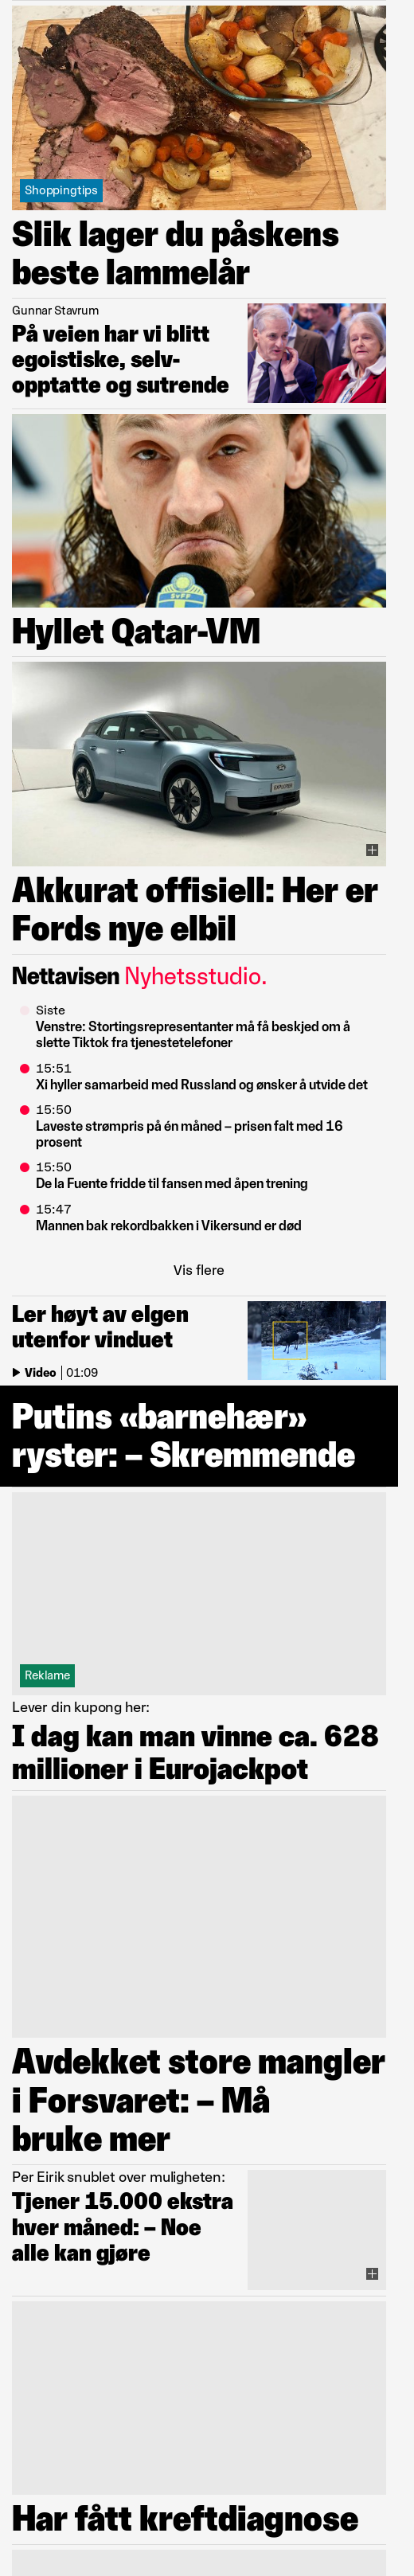 Shoppingtips
Slik lager du påskens
beste lammelår
Gunnar Stavrum
På veien har vi blitt
egoistiske, selv-
opptatte og sutrende
Hyllet Qatar-VM
Akkurat offisiell: Her er
Fords nye elbil
Nettavisen Nyhetsstudio.
Siste
Venstre: Stortingsrepresentanter må få beskjed om å
slette Tiktok fra tjenestetelefoner
15:51
Xi hyller samarbeid med Russland og ønsker å utvide det
15:50
Laveste strømpris på én måned – prisen falt med 16
prosent
15:50
De la Fuente fridde til fansen med åpen trening
15:47
Mannen bak rekordbakken i Vikersund er død
Vis flere
Ler høyt av elgen
utenfor vinduet
Video 01:09
Putins «barnehær»
ryster: – Skremmende
Reklame
Lever din kupong her:
I dag kan man vinne ca. 628
millioner i Eurojackpot
Avdekket store mangler
i Forsvaret: – Må
bruke mer
Per Eirik snublet over muligheten:
Tjener 15.000 ekstra
hver måned: – Noe
alle kan gjøre
Har fått kreftdiagnose